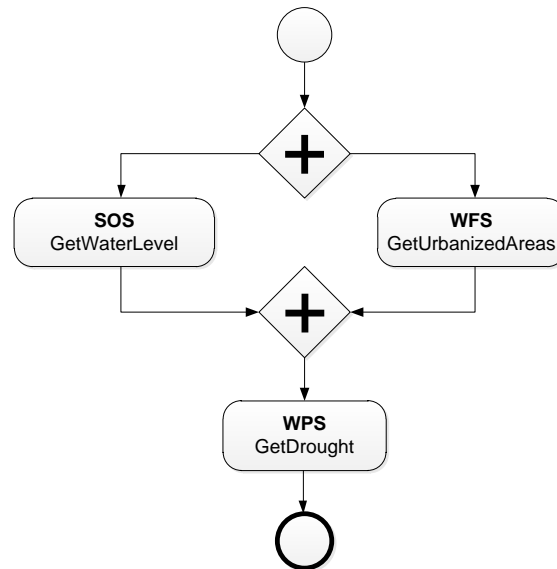 SOS
GetWaterLevel
WFS
GetUrbanizedAreas
WPS
GetDrought